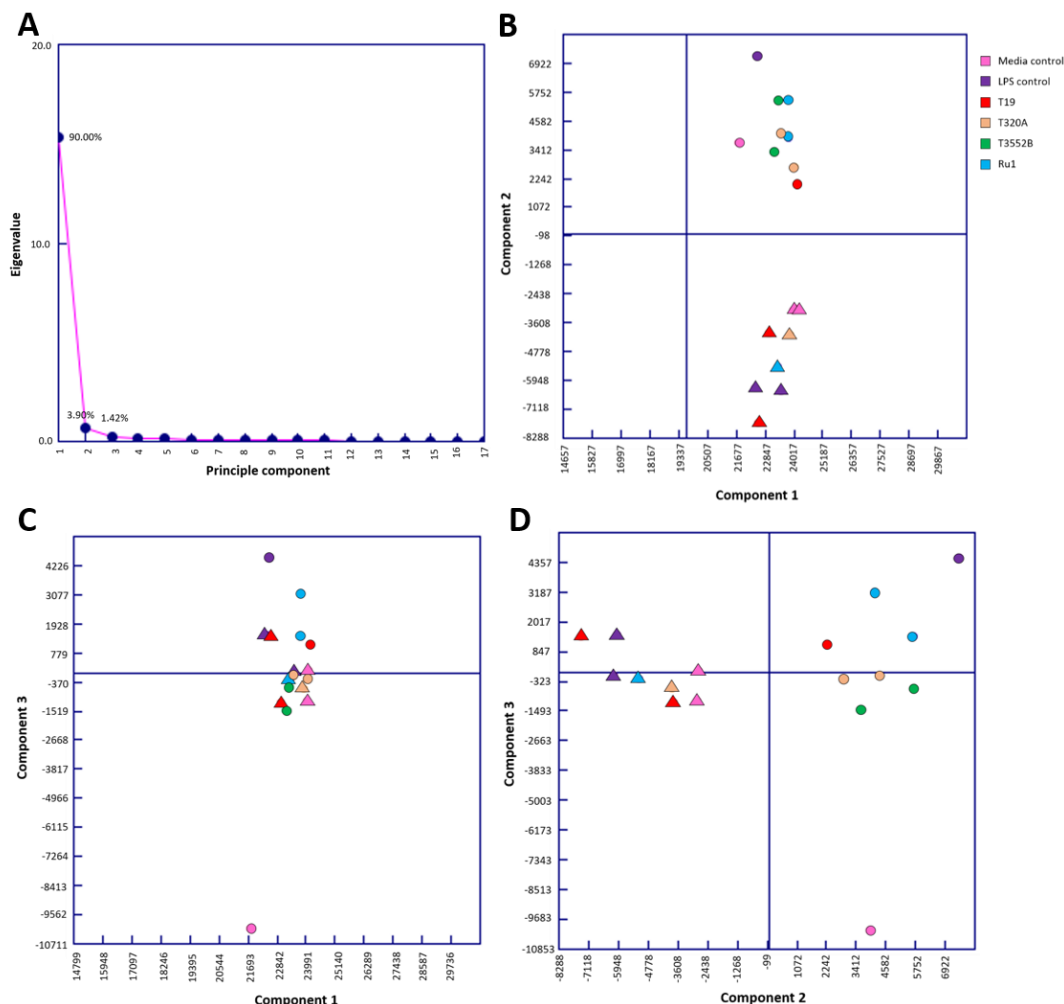 A
20.0
10.0
0.0
90.00%
3.90%
1.42%
Eigenvalue
1 2 3 4 5 6 7 8 9 10 11 12 13 14 15 16 17
Principle component
B
6922
5752
4582
3412
2242
1072
-98
-1268
-2438
-3608
-4778
-5948
-7118
-8288
Component 2
14657 15827 16997 18167 19337 20507 21677 22847 24017 25187 26357 27527 28697 29867
Component 1
Media control
LPS control
T19
T320A
T3552B
Ru1
C
4226
3077
1928
779
-370
-1519
-2668
-3817
-4966
-6115
-7264
-8413
-9562
-10711
Component 3
14799 15948 17097 18246 19395 20544 21693 22842 23991 25140 26289 27438 28587 29736
Component 1
D
4357
3187
2017
847
-323
-1493
-2663
-3833
-5003
-6173
-7343
-8513
-9683
-10853
Component 3
-8288 -7118 -5948 -4778 -3608 -2438 -1268 -99 1072 2242 3412 4582 5752 6922
Component 2